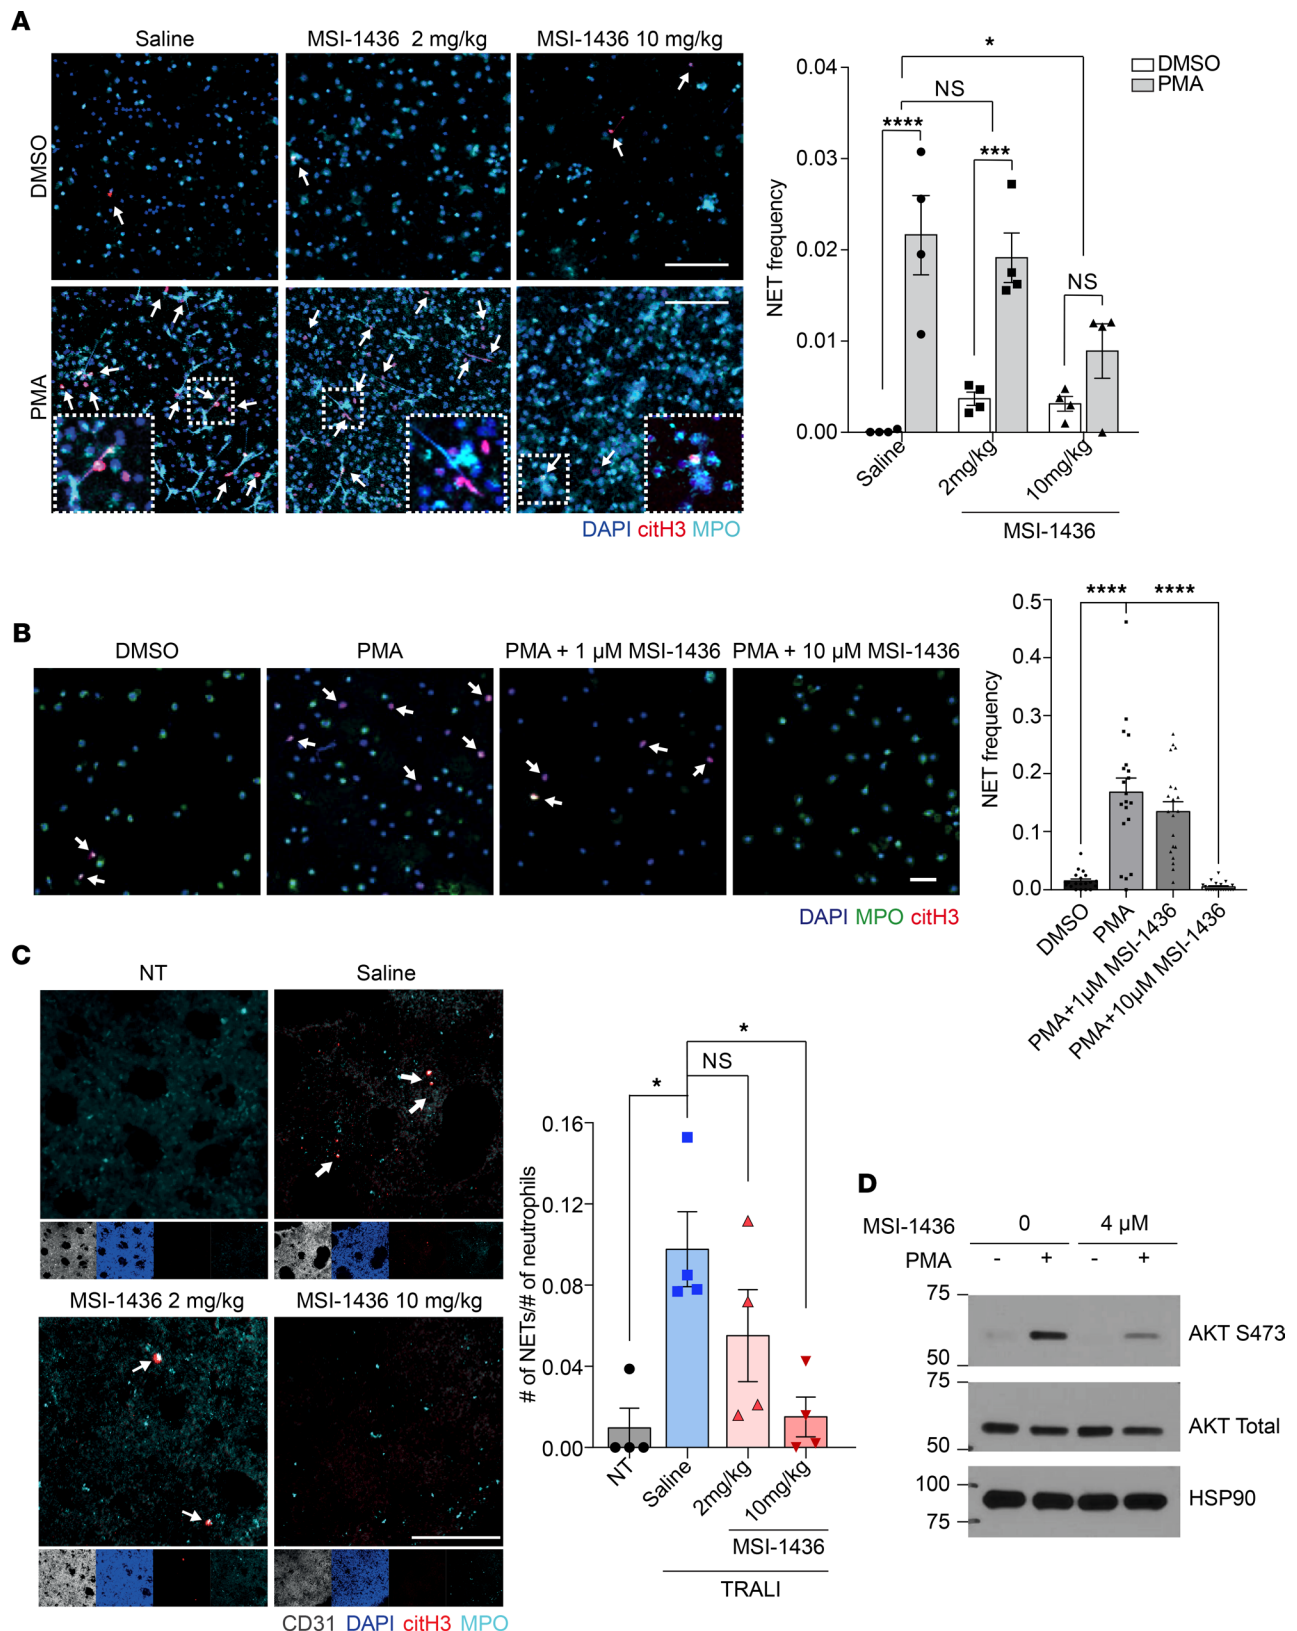 A
Saline
MSI-1436 2 mg/kg
MSI-1436 10 mg/kg
DMSO
PMA
DAPI citH3 MPO
DMSO
PMA
*
NS
****
***
NS
NET frequency
0.04
0.03
0.02
0.01
0.00
Saline
2mg/kg
10mg/kg
MSI-1436
B
DMSO
PMA
PMA + 1 µM MSI-1436
PMA + 10 µM MSI-1436
DAPI MPO citH3
**** ****
NET frequency
0.5
0.4
0.3
0.2
0.1
0.0
DMSO
PMA
PMA+1µM MSI-1436
PMA+10µM MSI-1436
C
NT
Saline
MSI-1436 2 mg/kg
MSI-1436 10 mg/kg
CD31 DAPI citH3 MPO
*
NS
*
# of NETs/# of neutrophils
0.16
0.12
0.08
0.04
0.00
NT
Saline
2mg/kg
10mg/kg
MSI-1436
TRALI
D
MSI-1436 0 4 µM
PMA - + - +
75
50
AKT S473
75
50
AKT Total
100
75
HSP90